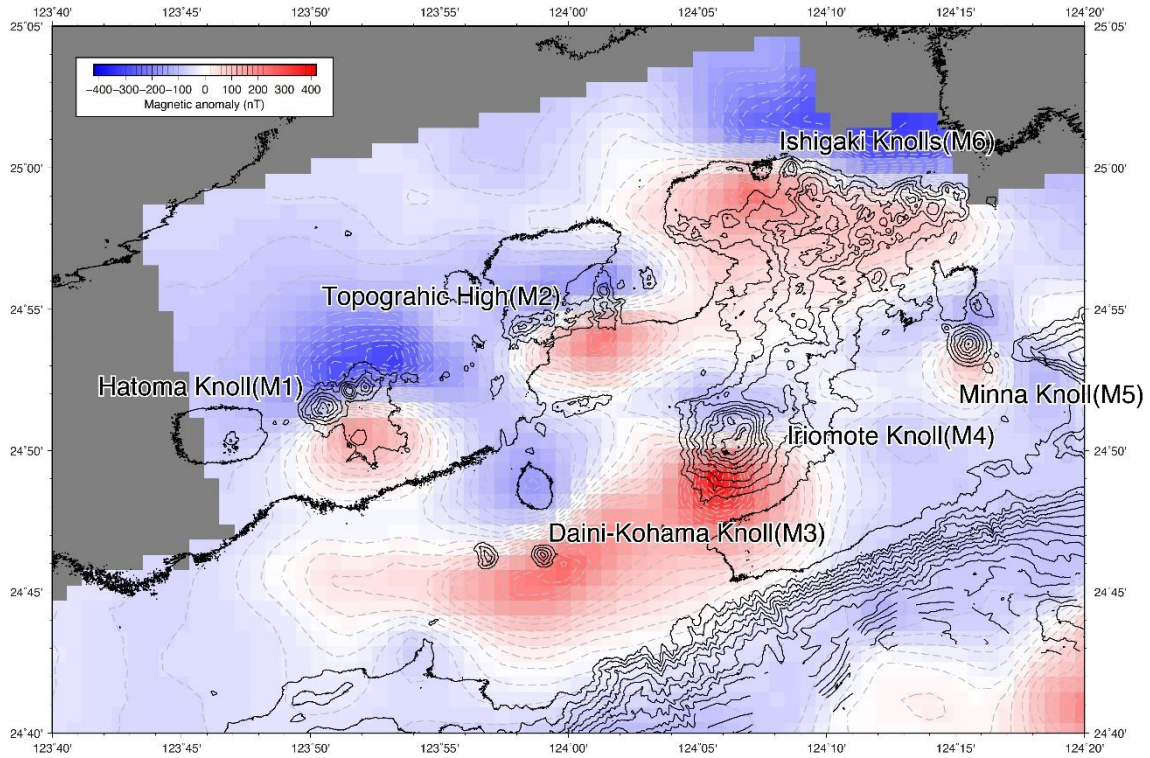 123˚40' 123˚45' 123˚50' 123˚55' 124˚00' 124˚05' 124˚10' 124˚15' 124˚20'
25˚05' 25˚05'
−400 −300 −200 −100 0 100 200 300 400
Magnetic anomaly (nT)
Ishigaki Knolls(M6)
25˚00' 25˚00'
Topograhic High(M2)
24˚55' 24˚55'
Hatoma Knoll(M1)
Minna Knoll(M5)
Iriomote Knoll(M4)
24˚50' 24˚50'
Daini-Kohama Knoll(M3)
24˚45' 24˚45'
24˚40' 24˚40'
123˚40' 123˚45' 123˚50' 123˚55' 124˚00' 124˚05' 124˚10' 124˚15' 124˚20'